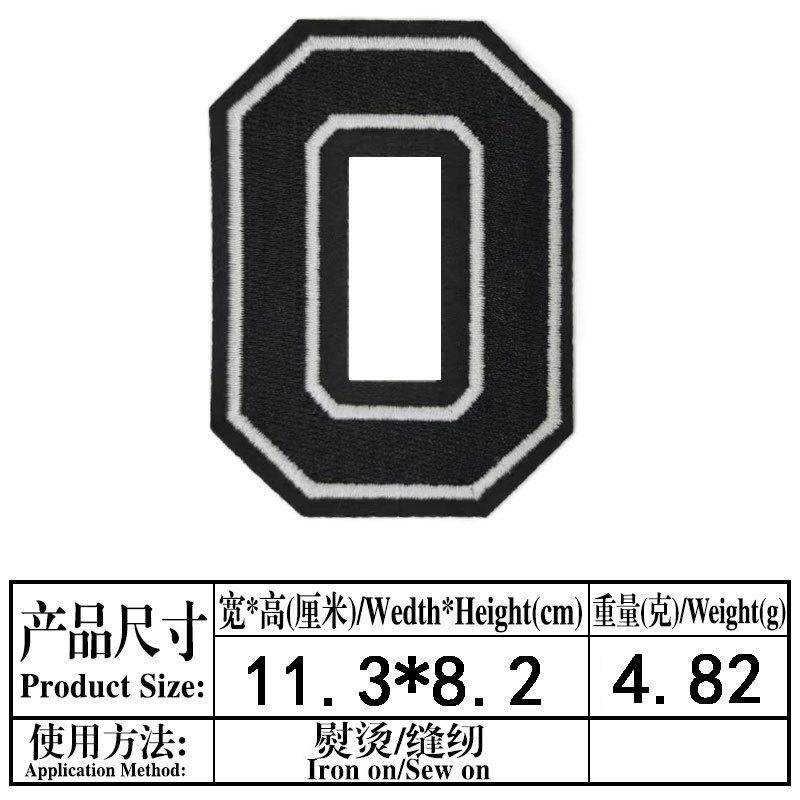 0
产品尺寸
Product Size:
宽*高(厘米)/Wedth*Height(cm)
重量(克)/Weight(g)
11.3*8.2
4.82
使用方法:
Application Method:
熨烫/缝纫
Iron on/Sew on